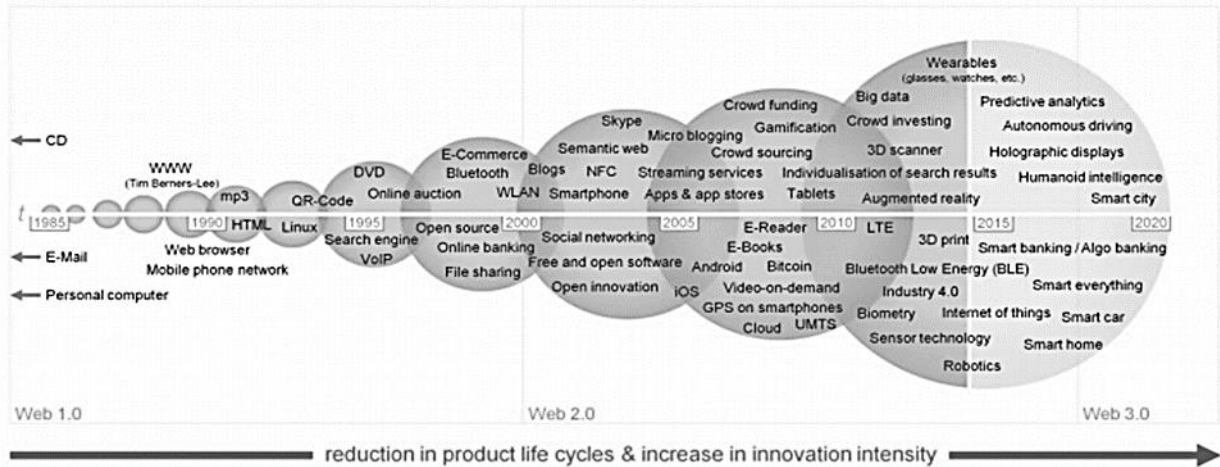 CD
E-Mail
Personal computer
WWW
(Tim Berners-Lee)
mp3
HTML
Web browser
Mobile phone network
QR-Code
Linux
DVD
Online auction
Search engine
VoIP
E-Commerce
Bluetooth
WLAN
Open source
Online banking
File sharing
Skype
Semantic web
Blogs
NFC
Smartphone
Social networking
Free and open software
Open innovation
Micro blogging
Crowd funding
Gamification
Crowd sourcing
Streaming services
Apps & app stores
Tablets
E-Reader
E-Books
Android
Bitcoin
iOS
Video-on-demand
GPS on smartphones
Cloud
UMTS
Wearables
(glasses, watches, etc.)
Big data
Crowd investing
3D scanner
Individualisation of search results
Augmented reality
LTE
3D print
Bluetooth Low Energy (BLE)
Industry 4.0
Biometry
Internet of things
Sensor technology
Robotics
Predictive analytics
Autonomous driving
Holographic displays
Humanoid intelligence
Smart city
Smart banking / Algo banking
Smart everything
Smart car
Smart home
t
1985
1990
1995
2000
2005
2010
2015
2020
Web 1.0
Web 2.0
Web 3.0
reduction in product life cycles & increase in innovation intensity